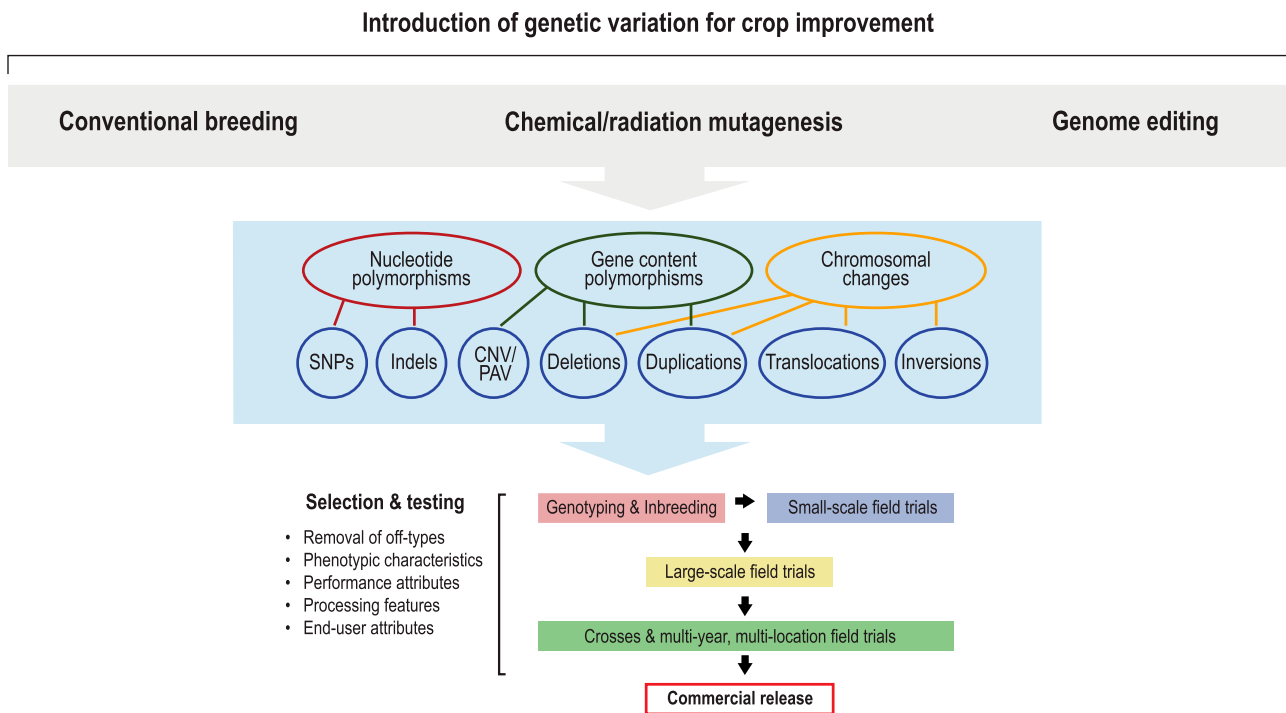 Introduction of genetic variation for crop improvement
Conventional breeding
Chemical/radiation mutagenesis
Genome editing
Nucleotide
polymorphisms
Gene content
polymorphisms
Chromosomal
changes
SNPs
Indels
CNV/
PAV
Deletions
Duplications
Translocations
Inversions
Selection & testing
• Removal of off-types
• Phenotypic characteristics
• Performance attributes
• Processing features
• End-user attributes
Genotyping & Inbreeding
Small-scale field trials
Large-scale field trials
Crosses & multi-year, multi-location field trials
Commercial release